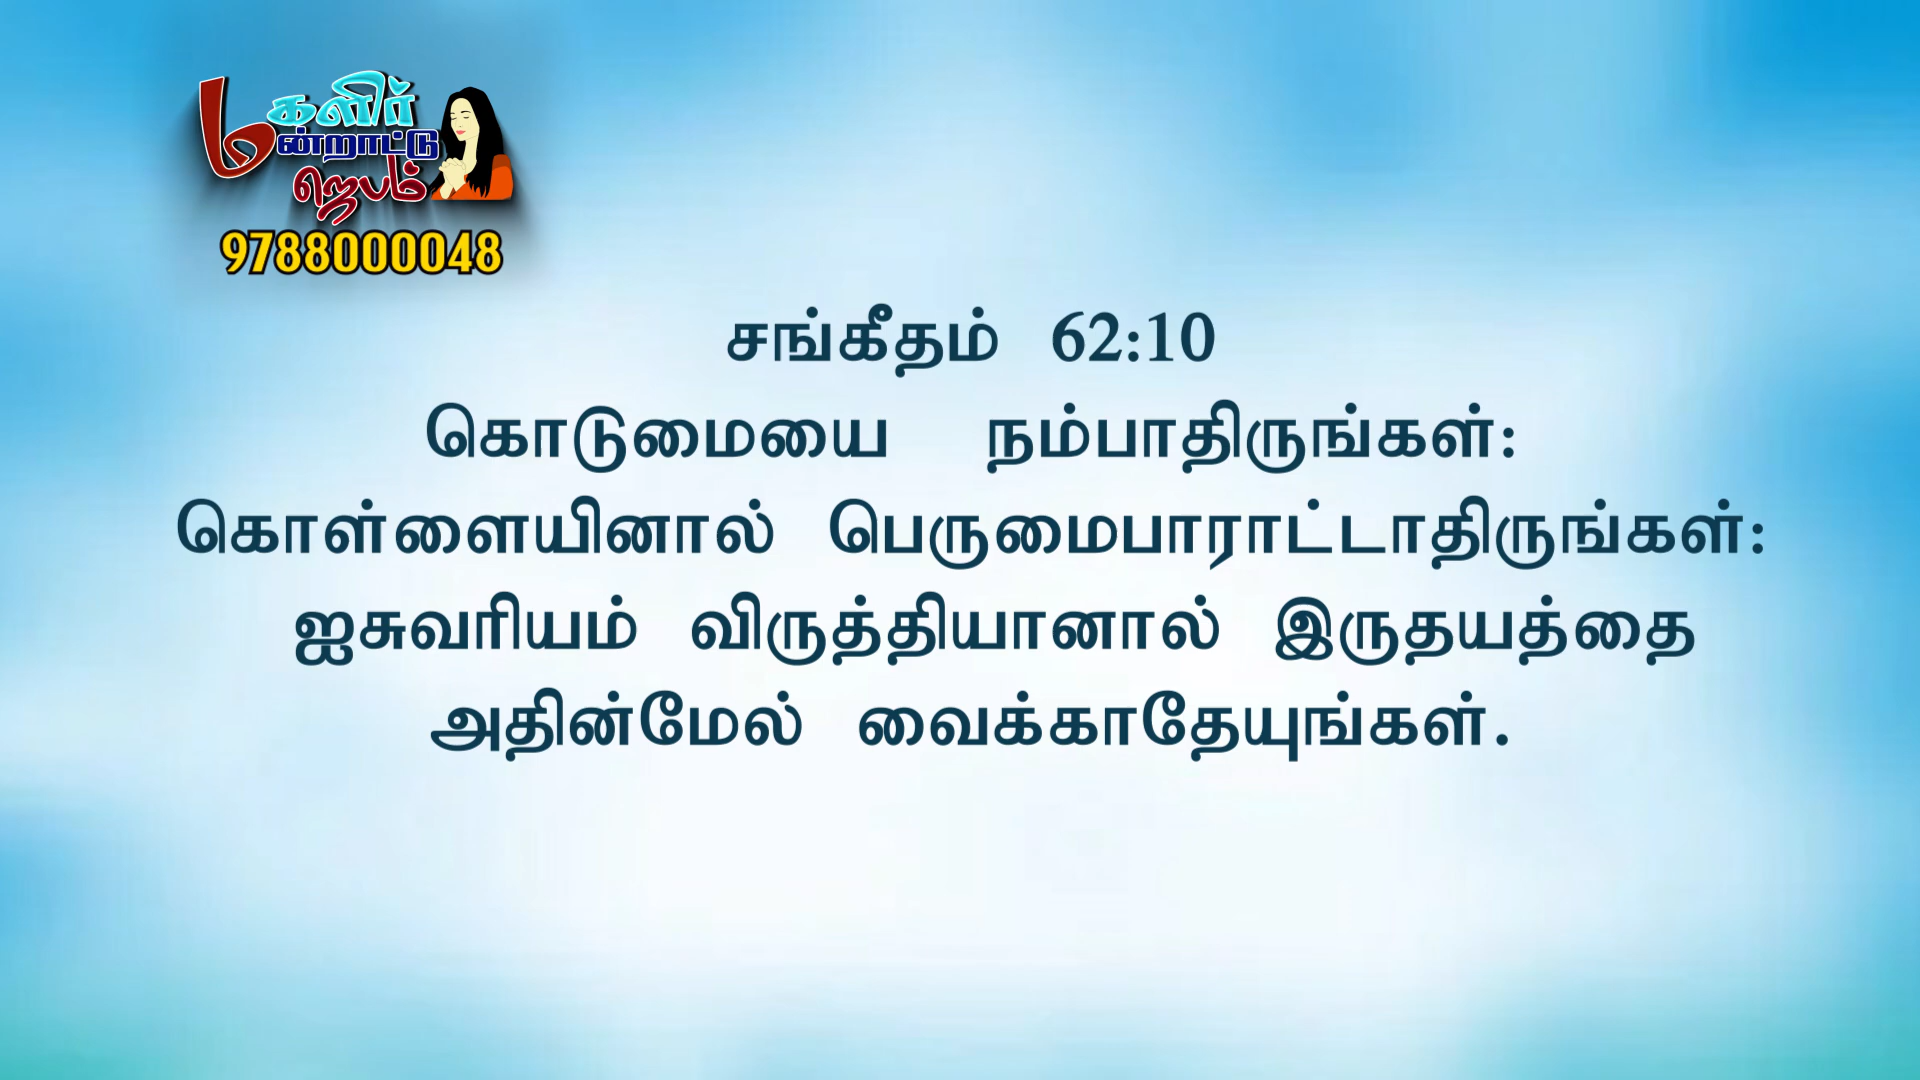 மகளிர்
மன்றாட்டு
ஜெபம்
9788000048
சங்கீதம் 62:10
கொடுமையை நம்பாதிருங்கள்:
கொள்ளையினால் பெருமைபாராட்டாதிருங்கள்:
ஐசுவரியம் விருத்தியானால் இருதயத்தை
அதின்மேல் வைக்காதேயுங்கள்.